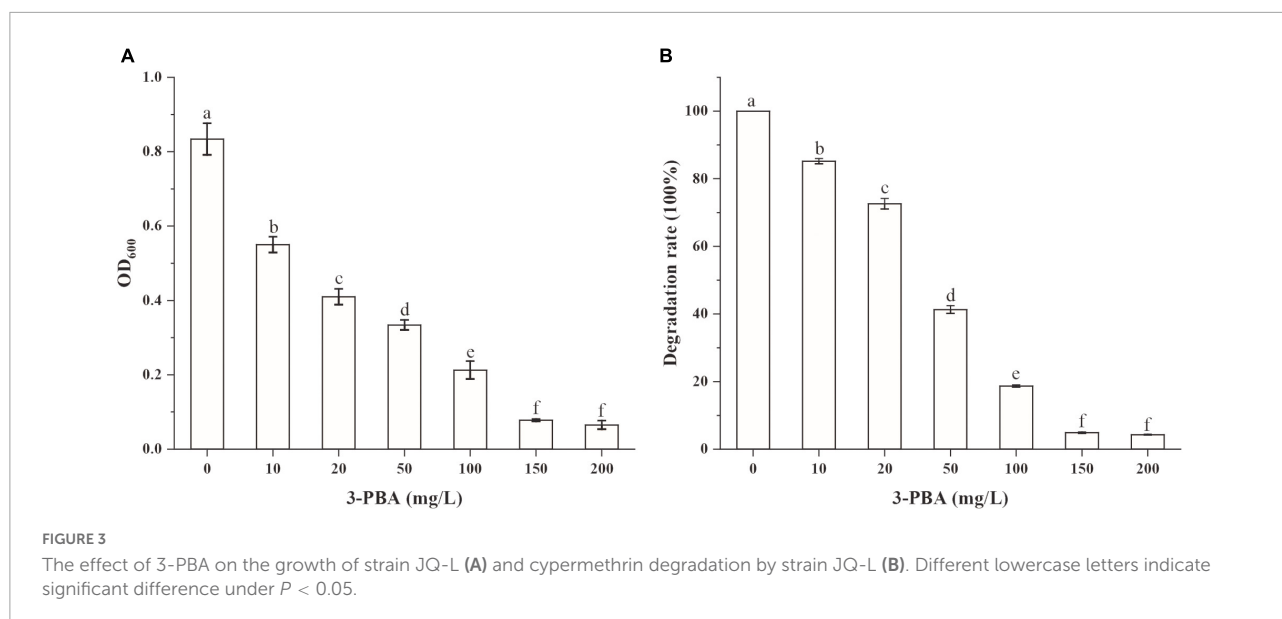 A
1.0
0.8
0.6
0.4
0.2
0.0
OD600
a
b
c
d
e
f
f
0
10
20
50
100
150
200
3-PBA (mg/L)
B
100
80
60
40
20
0
Degradation rate (100%)
a
b
c
d
e
f
f
0
10
20
50
100
150
200
3-PBA (mg/L)
FIGURE 3
The effect of 3-PBA on the growth of strain JQ-L (A) and cypermethrin degradation by strain JQ-L (B). Different lowercase letters indicate
significant difference under P < 0.05.